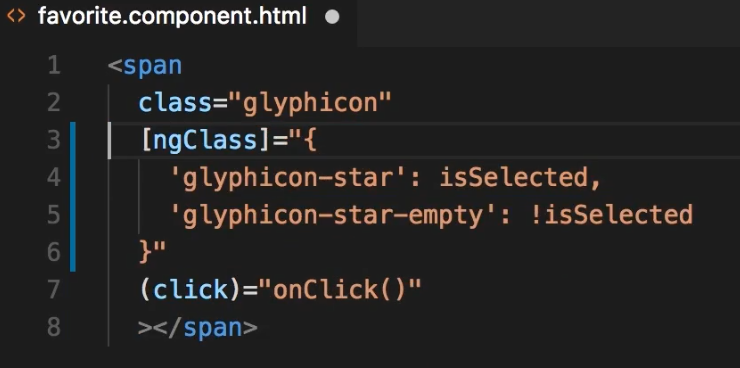 <> favorite.component.html
1 <span
2 class="glyphicon"
3 [ngClass]="{
4 'glyphicon-star': isSelected,
5 'glyphicon-star-empty': !isSelected
6 }"
7 (click)="onClick()"
8 ></span>